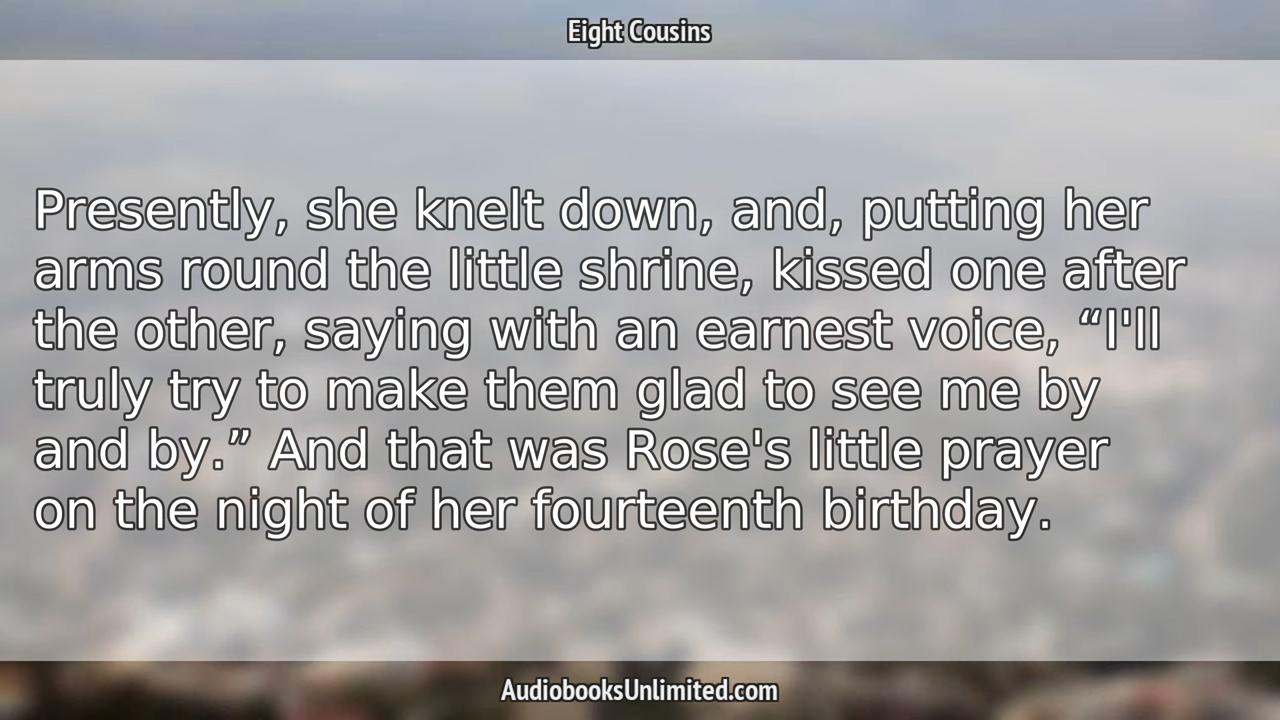 Eight Cousins
Presently, she knelt down, and, putting her
arms round the little shrine, kissed one after
the other, saying with an earnest voice, “I'll
truly try to make them glad to see me by
and by.” And that was Rose's little prayer
on the night of her fourteenth birthday.
AudiobooksUnlimited.com